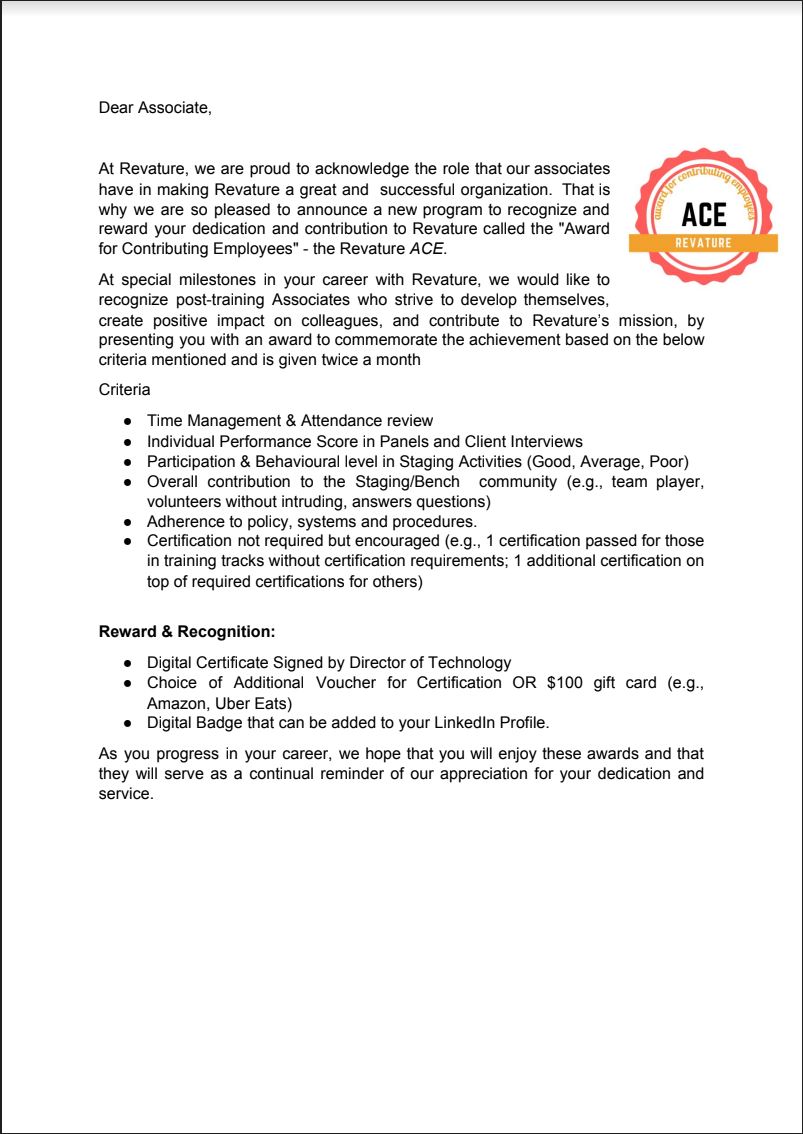 Dear Associate,
At Revature, we are proud to acknowledge the role that our associates
have in making Revature a great and  successful organization.  That is
why we are so pleased to announce a new program to recognize and
reward your dedication and contribution to Revature called the "Award
for Contributing Employees" - the Revature ACE.
award for contributing employees
ACE
REVATURE
At special milestones in your career with Revature, we would like to
recognize post-training Associates who strive to develop themselves,
create positive impact on colleagues, and contribute to Revature’s mission, by
presenting you with an award to commemorate the achievement based on the below
criteria mentioned and is given twice a month
Criteria
● Time Management & Attendance review
● Individual Performance Score in Panels and Client Interviews
● Participation & Behavioural level in Staging Activities (Good, Average, Poor)
● Overall contribution to the Staging/Bench  community (e.g., team player,
volunteers without intruding, answers questions)
● Adherence to policy, systems and procedures.
● Certification not required but encouraged (e.g., 1 certification passed for those
in training tracks without certification requirements; 1 additional certification on
top of required certifications for others)
Reward & Recognition:
● Digital Certificate Signed by Director of Technology
● Choice of Additional Voucher for Certification OR $100 gift card (e.g.,
Amazon, Uber Eats)
● Digital Badge that can be added to your LinkedIn Profile.
As you progress in your career, we hope that you will enjoy these awards and that
they will serve as a continual reminder of our appreciation for your dedication and
service.